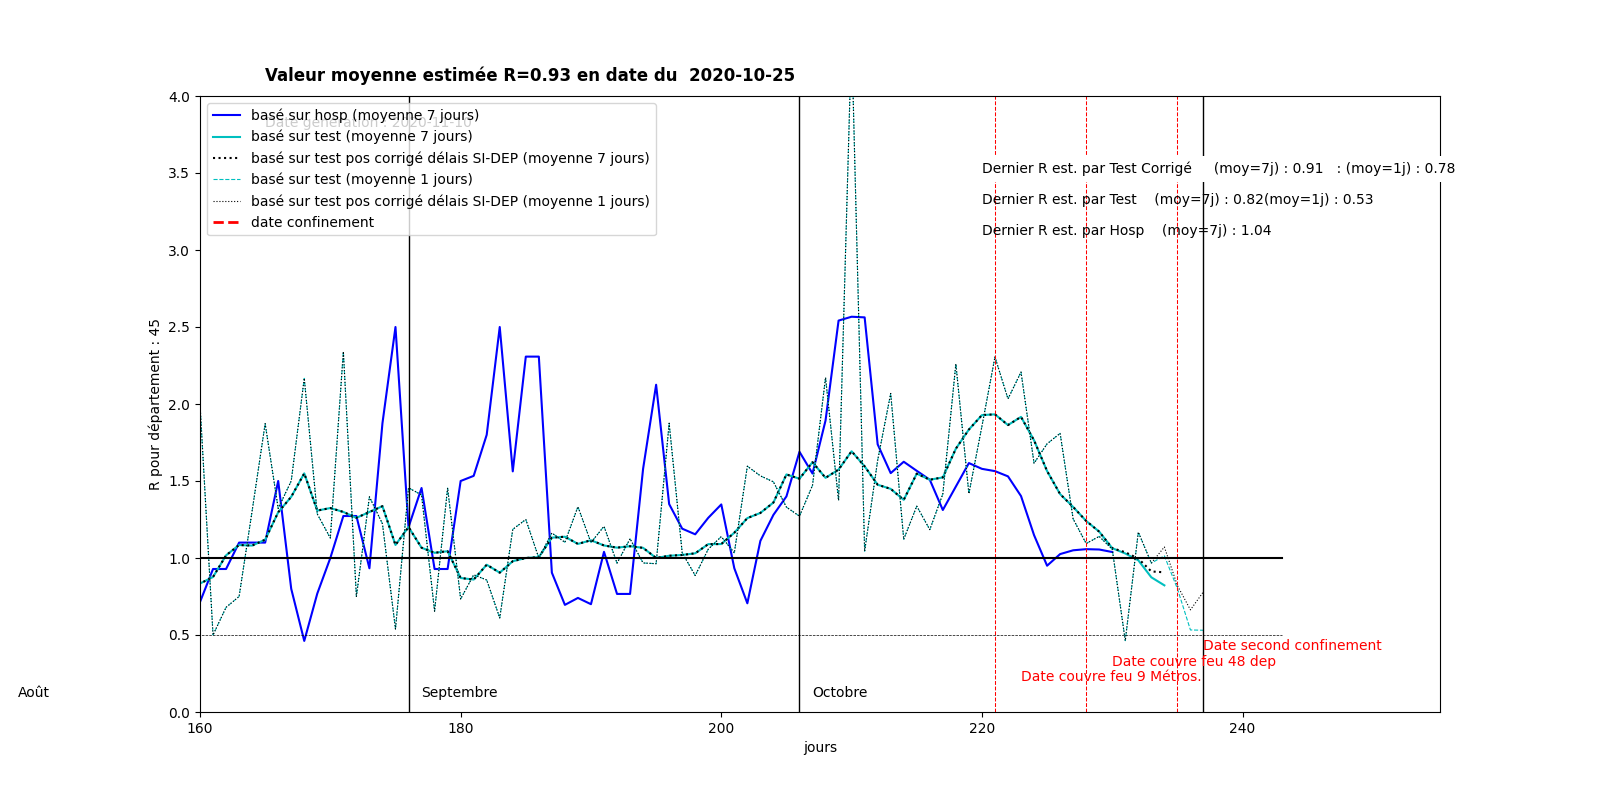 Valeur moyenne estimée R=0.93 en date du  2020-10-25
4.0
basé sur hosp (moyenne 7 jours)
Date génération : 2020-11-10
basé sur test (moyenne 7 jours)
basé sur test pos corrigé délais SI-DEP (moyenne 7 jours)
basé sur test (moyenne 1 jours)
basé sur test pos corrigé délais SI-DEP (moyenne 1 jours)
date confinement
Dernier R est. par Test Corrigé     (moy=7j) : 0.91   : (moy=1j) : 0.78
Dernier R est. par Test    (moy=7j) : 0.82(moy=1j) : 0.53
Dernier R est. par Hosp    (moy=7j) : 1.04
3.5
3.0
2.5
2.0
1.5
1.0
0.5
0.0
R pour département : 45
Date second confinement
Date couvre feu 48 dep
Date couvre feu 9 Métros.
Août
Septembre
Octobre
160
180
200
220
240
jours